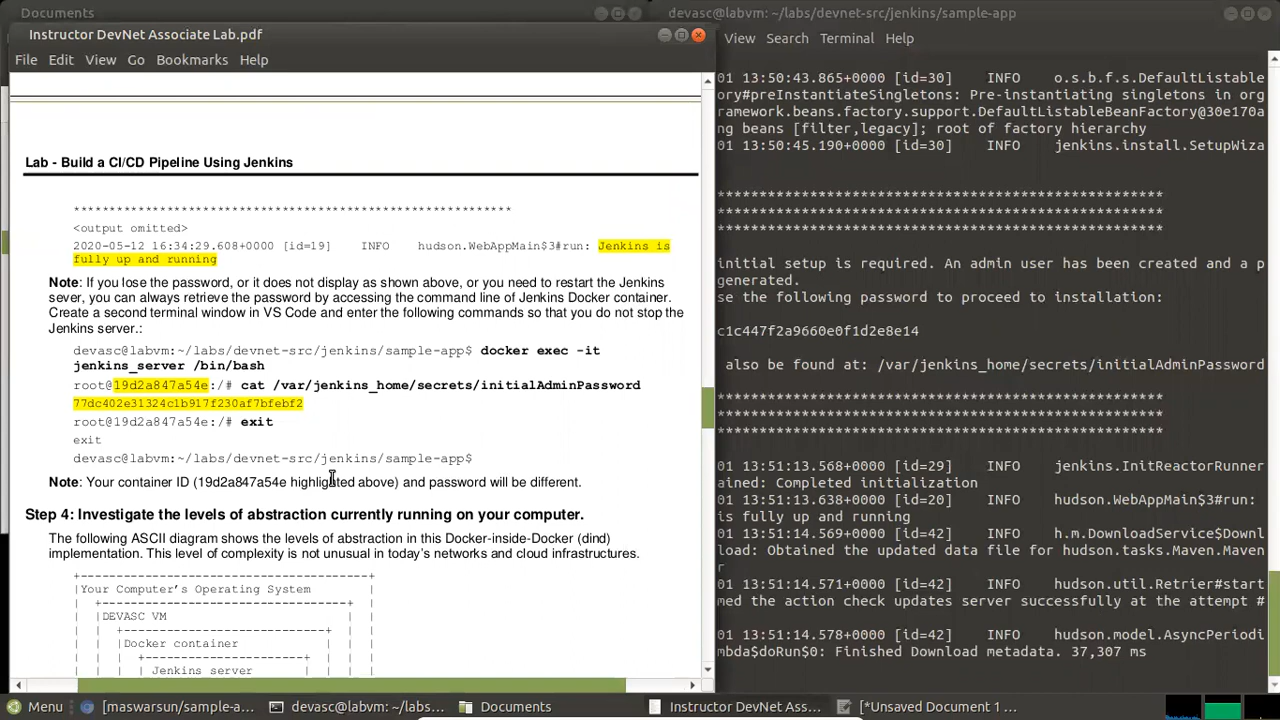 Documents
Instructor DevNet Associate Lab.pdf
File Edit View Go Bookmarks Help
Lab - Build a CI/CD Pipeline Using Jenkins
*************************************************************
<output omitted>
2020-05-12 16:34:29.608+0000 [id=19] INFO hudson.WebAppMain$3#run: Jenkins is
fully up and running
Note: If you lose the password, or it does not display as shown above, or you need to restart the Jenkins
sever, you can always retrieve the password by accessing the command line of Jenkins Docker container.
Create a second terminal window in VS Code and enter the following commands so that you do not stop the
Jenkins server.:
devasc@labvm:~/labs/devnet-src/jenkins/sample-app$ docker exec -it
jenkins_server /bin/bash
root@19d2a847a54e:/# cat /var/jenkins_home/secrets/initialAdminPassword
77dc402e31324c1b917f230af7bfebf2
root@19d2a847a54e:/# exit
exit
devasc@labvm:~/labs/devnet-src/jenkins/sample-app$
Note: Your container ID (19d2a847a54e highlighted above) and password will be different.
Step 4: Investigate the levels of abstraction currently running on your computer.
The following ASCII diagram shows the levels of abstraction in this Docker-inside-Docker (dind)
implementation. This level of complexity is not unusual in today's networks and cloud infrastructures.
+----------------------------------------+
|Your Computer's Operating System |
| +----------------------------------+ |
| |DEVASC VM | |
| | +----------------------------+ | |
| | |Docker container | | |
| | | +----------------------+ | | |
| | | | Jenkins server | | | |
devasc@labvm: ~/labs/devnet-src/jenkins/sample-app
View Search Terminal Help
01 13:50:43.865+0000 [id=30] INFO o.s.b.f.s.DefaultListable
ory#preInstantiateSingletons: Pre-instantiating singletons in org
ramework.beans.factory.support.DefaultListableBeanFactory@30e170a
ng beans [filter,legacy]; root of factory hierarchy
01 13:50:45.190+0000 [id=30] INFO jenkins.install.SetupWiza
*****************************************************
*****************************************************
*****************************************************
initial setup is required. An admin user has been created and a p
generated.
se the following password to proceed to installation:
c1c447f2a9660e0f1d2e8e14
also be found at: /var/jenkins_home/secrets/initialAdminPassword
*****************************************************
*****************************************************
*****************************************************
01 13:51:13.568+0000 [id=29] INFO jenkins.InitReactorRunner
ained: Completed initialization
01 13:51:13.638+0000 [id=20] INFO hudson.WebAppMain$3#run:
is fully up and running
01 13:51:14.569+0000 [id=42] INFO h.m.DownloadService$Downl
load: Obtained the updated data file for hudson.tasks.Maven.Maven
r
01 13:51:14.571+0000 [id=42] INFO hudson.util.Retrier#start
med the action check updates server successfully at the attempt #
01 13:51:14.578+0000 [id=42] INFO hudson.model.AsyncPeriodi
mbda$doRun$0: Finished Download metadata. 37,307 ms
Menu [maswarsun/sample-a... devasc@labvm: ~/labs... Documents Instructor DevNet Asso... [*Unsaved Document 1 ...